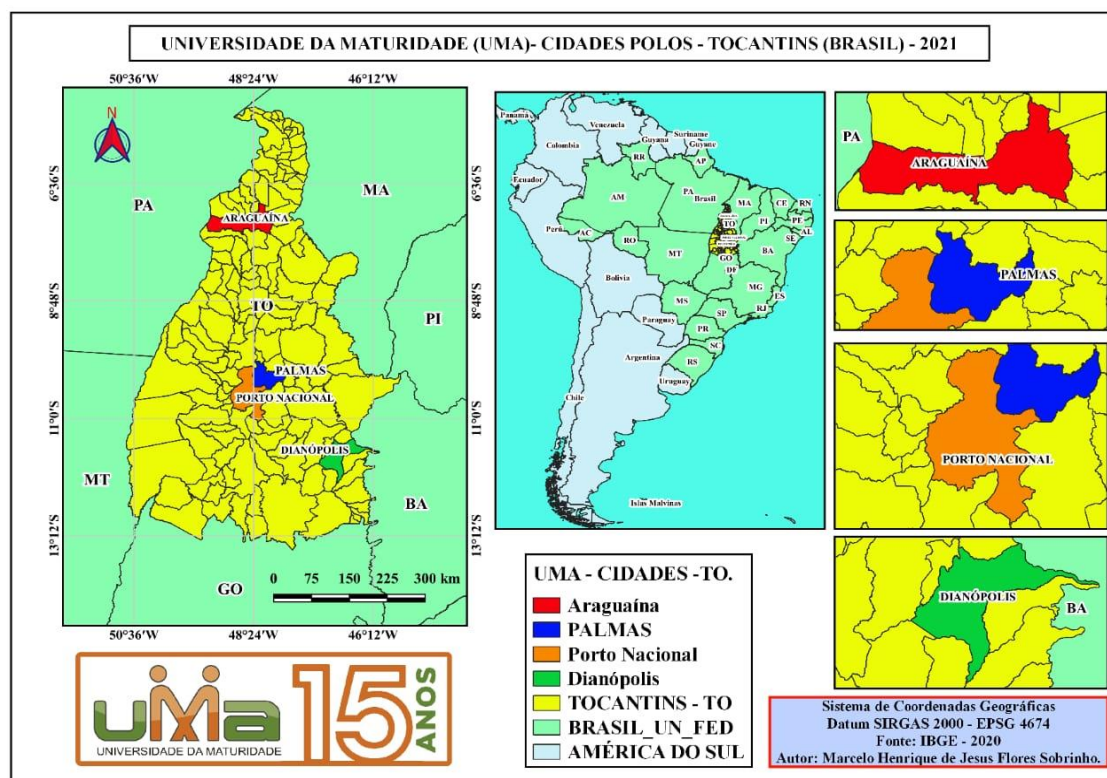 UNIVERSIDADE DA MATURIDADE (UMA)- CIDADES POLOS - TOCANTINS (BRASIL) - 2021
50°36'W 48°24'W 46°12'W
N
PA
MA
ARAGUAÍNA
TO
PI
PALMAS
PORTO NACIONAL
DIANÓPOLIS
MT
BA
GO
6°36'S
8°48'S
11°0'S
13°12'S
6°36'S
8°48'S
11°0'S
13°12'S
0 75 150 225 300 km
50°36'W 48°24'W 46°12'W
Panamá
Venezuela
Guyana
Suriname
Guyane
Colombia
Ecuador
RR
AP
AM
PA
Brasil
MA
CE
RN
Perú
AC
TO
PI
PE
AL
SE
RO
MT
BA
GO
DF
Bolivia
MG
ES
MS
SP
RJ
Paraguay
PR
SC
Argentina
RS
Uruguay
Chile
Islas Malvinas
PA
ARAGUAÍNA
PALMAS
PORTO NACIONAL
DIANÓPOLIS
BA
UMA - CIDADES -TO.
Araguaína
PALMAS
Porto Nacional
Dianópolis
TOCANTINS - TO
BRASIL_UN_FED
AMÉRICA DO SUL
uma
UNIVERSIDADE DA MATURIDADE
15
ANOS
Sistema de Coordenadas Geográficas
Datum SIRGAS 2000 - EPSG 4674
Fonte: IBGE - 2020
Autor: Marcelo Henrique de Jesus Flores Sobrinho.